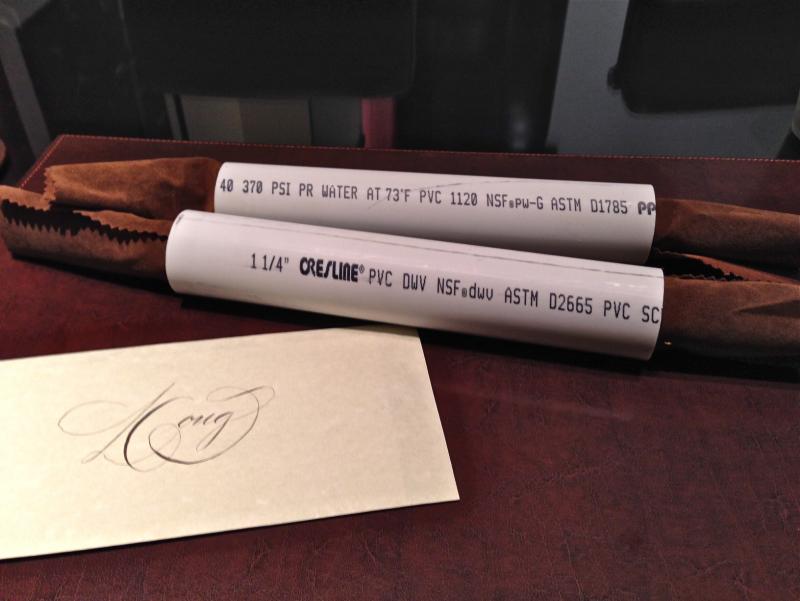 40 370 PSI PR WATER AT 73°F PVC 1120 NSF®PW-G ASTM D1785 PP
1 1/4" CRESLINE® PVC DWV NSF®dwv ASTM D2665 PVC SC